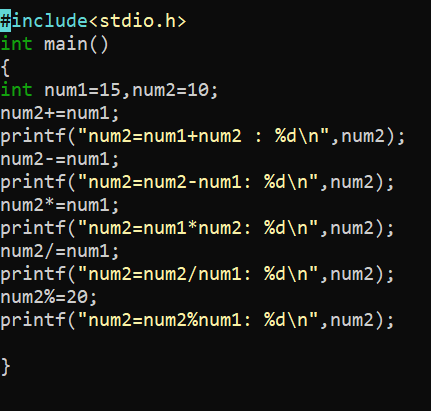 #include<stdio.h>
int main()
{
int num1=15,num2=10;
num2+=num1;
printf("num2=num1+num2 : %d\n",num2);
num2-=num1;
printf("num2=num2-num1: %d\n",num2);
num2*=num1;
printf("num2=num1*num2: %d\n",num2);
num2/=num1;
printf("num2=num2/num1: %d\n",num2);
num2%=20;
printf("num2=num2%num1: %d\n",num2);
}